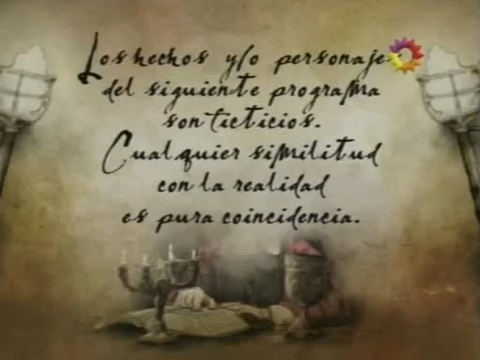 Los hechos y/o personajes
del siguiente programa
son ficticios.
Cualquier similitud
con la realidad
es pura coincidencia.